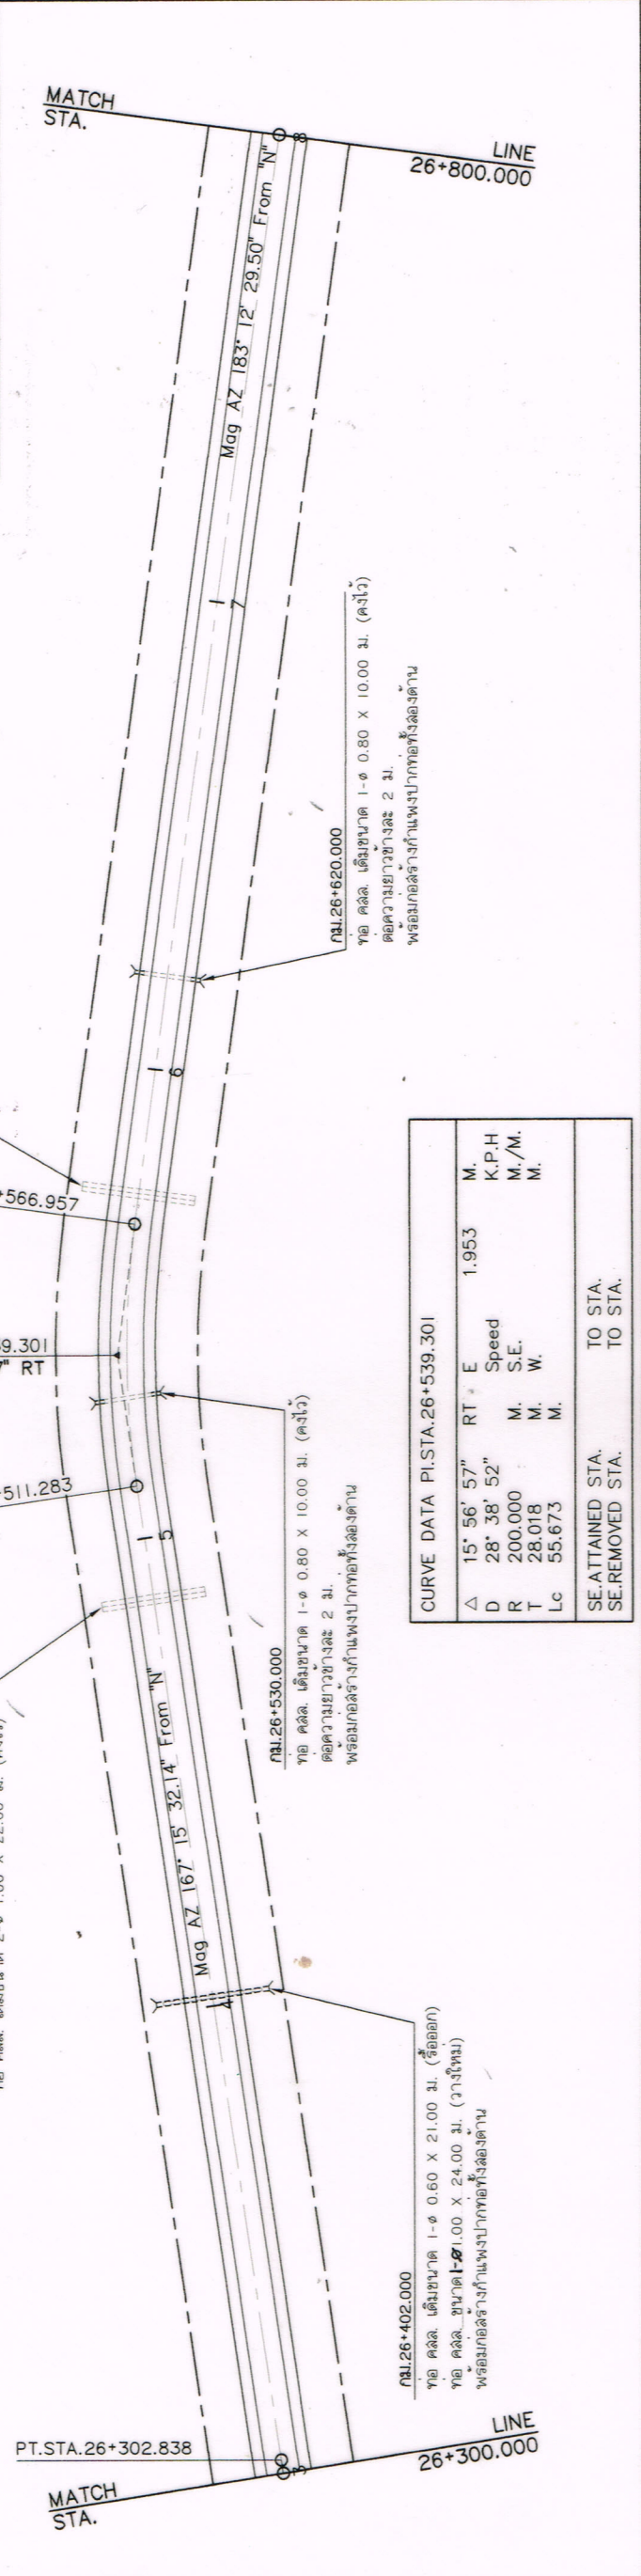 MATCH
STA.
LINE
26+800.000
8
Mag AZ 183° 12' 29.50" From "N"
1
7
กม.26+620.000
ท่อ คสล. เดิมขนาด 1-ø 0.80 X 10.00 ม. (คงไว้)
ต่อความยาวข้างละ 2 ม.
พร้อมก่อสร้างกำแพงปากท่อทั้งสองด้าน
1
6
+566.957
39.301
7" RT
511.283
1
5
กม.26+530.000
ท่อ คสล. เดิมขนาด 1-ø 0.80 X 10.00 ม. (คงไว้)
ต่อความยาวข้างละ 2 ม.
พร้อมก่อสร้างกำแพงปากท่อทั้งสองด้าน
CURVE DATA PI.STA.26+539.301
△ 15° 56' 57" RT E 1.953 M.
D 28° 38' 52" Speed K.P.H
R 200.000 M. S.E. M./M.
T 28.018 M. W. M.
Lc 55.673 M.
SE.ATTAINED STA. TO STA.
SE.REMOVED STA. TO STA.
Mag AZ 167° 15' 32.14" From "N"
1
4
กม.26+402.000
ท่อ คสล. เดิมขนาด 1-ø 0.60 X 21.00 ม. (รื้อออก)
ท่อ คสล. ขนาด 1-ø1.00 X 24.00 ม. (วางใหม่)
พร้อมก่อสร้างกำแพงปากท่อทั้งสองด้าน
PT.STA.26+302.838
3
MATCH
STA.
LINE
26+300.000